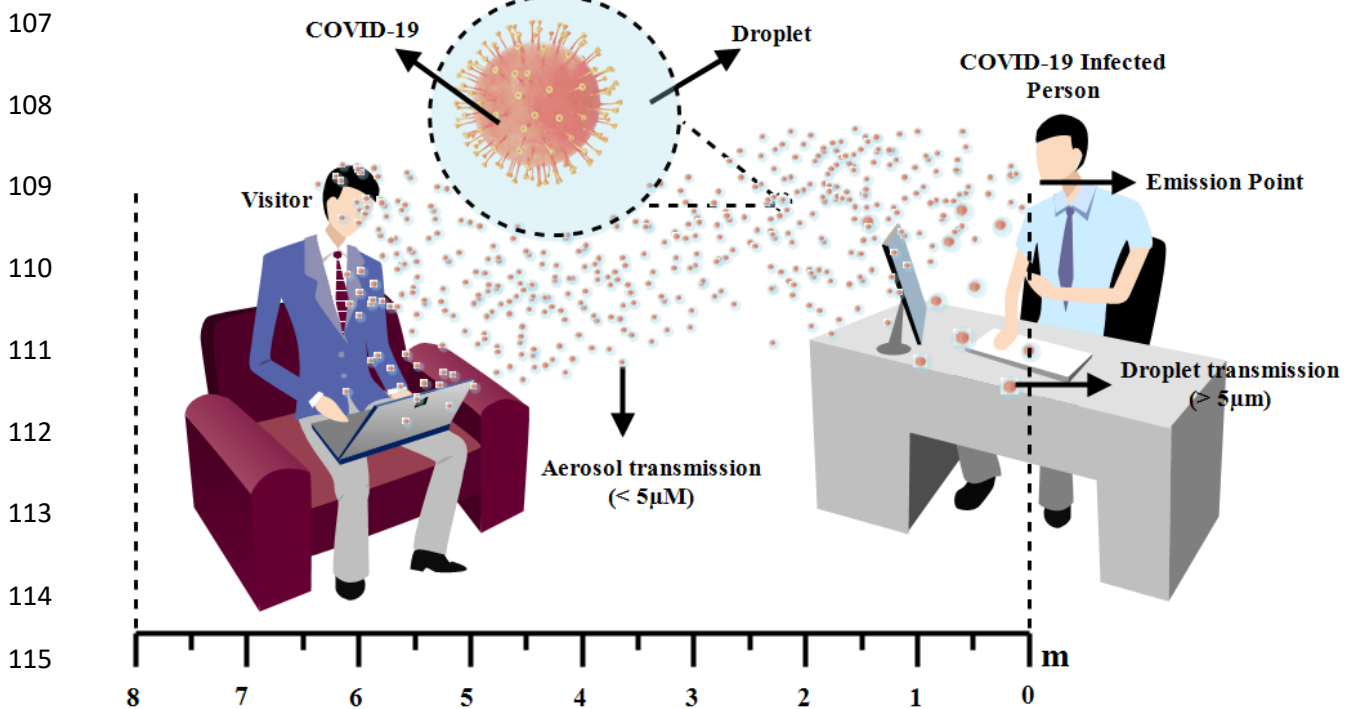 107
COVID-19
Droplet
COVID-19 Infected
Person
108
109
Visitor
Emission Point
110
111
Droplet transmission
(> 5μm)
112
Aerosol transmission
(< 5μM)
113
114
115
m
8 7 6 5 4 3 2 1 0